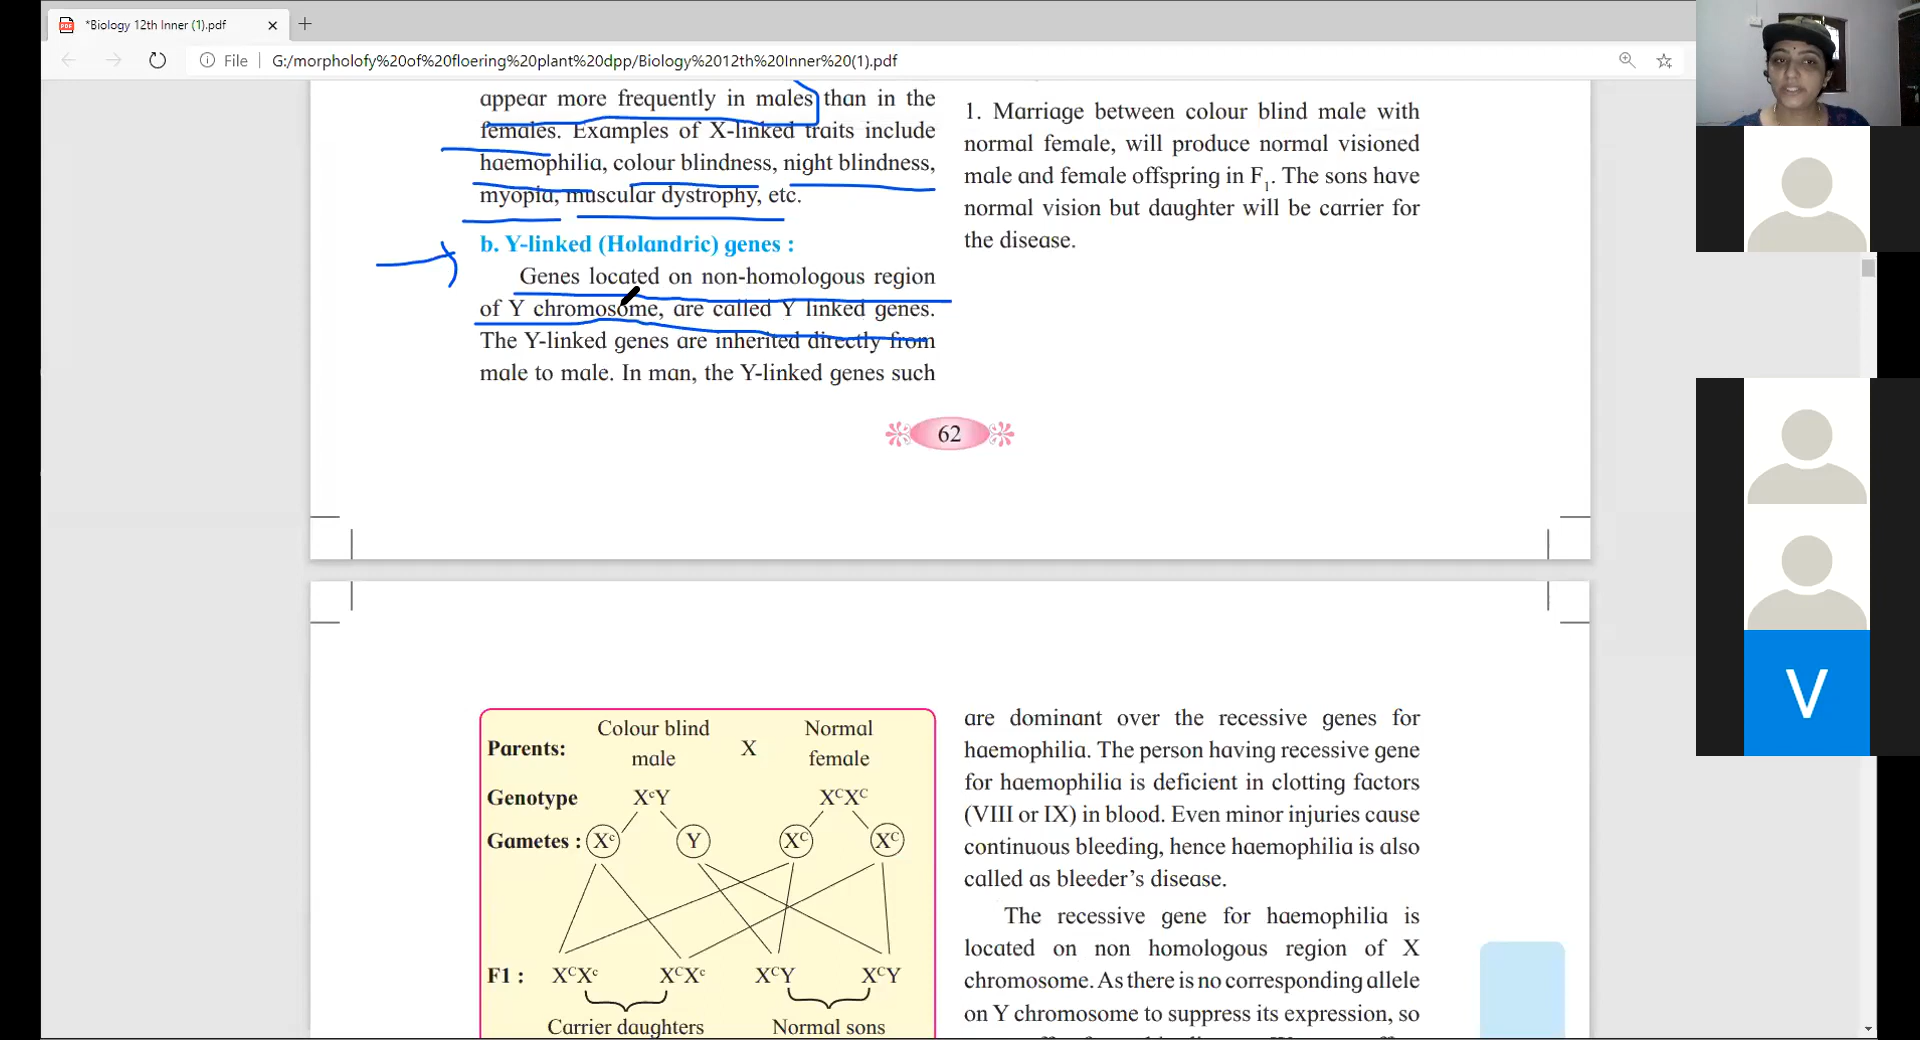 *Biology 12th Inner (1).pdf
File
G:/morpholofy%20of%20floering%20plant%20dpp/Biology%2012th%20Inner%20(1).pdf
appear more frequently in males than in the
females. Examples of X-linked traits include
haemophilia, colour blindness, night blindness,
myopia, muscular dystrophy, etc.
b. Y-linked (Holandric) genes :
Genes located on non-homologous region
of Y chromosome, are called Y linked genes.
The Y-linked genes are inherited directly from
male to male. In man, the Y-linked genes such
1. Marriage between colour blind male with
normal female, will produce normal visioned
male and female offspring in F₁. The sons have
normal vision but daughter will be carrier for
the disease.
62
Parents: Colour blind male X Normal female
Genotype XᶜY XᶜXᶜ
Gametes : Xᶜ Y Xᶜ Xᶜ
F1 : XᶜXᶜ XᶜXᶜ XᶜY XᶜY
Carrier daughters Normal sons
are dominant over the recessive genes for
haemophilia. The person having recessive gene
for haemophilia is deficient in clotting factors
(VIII or IX) in blood. Even minor injuries cause
continuous bleeding, hence haemophilia is also
called as bleeder’s disease.
The recessive gene for haemophilia is
located on non homologous region of X
chromosome. As there is no corresponding allele
on Y chromosome to suppress its expression, so
V